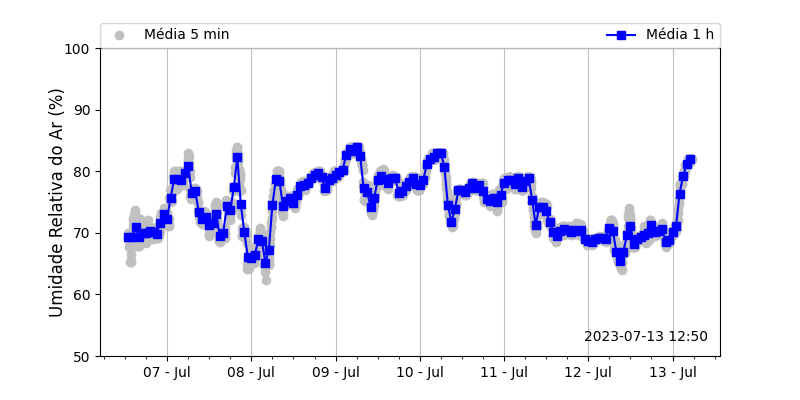 Média 5 min Média 1 h
100
90
80
70
60
50
Umidade Relativa do Ar (%)
2023-07-13 12:50
07 - Jul 08 - Jul 09 - Jul 10 - Jul 11 - Jul 12 - Jul 13 - Jul